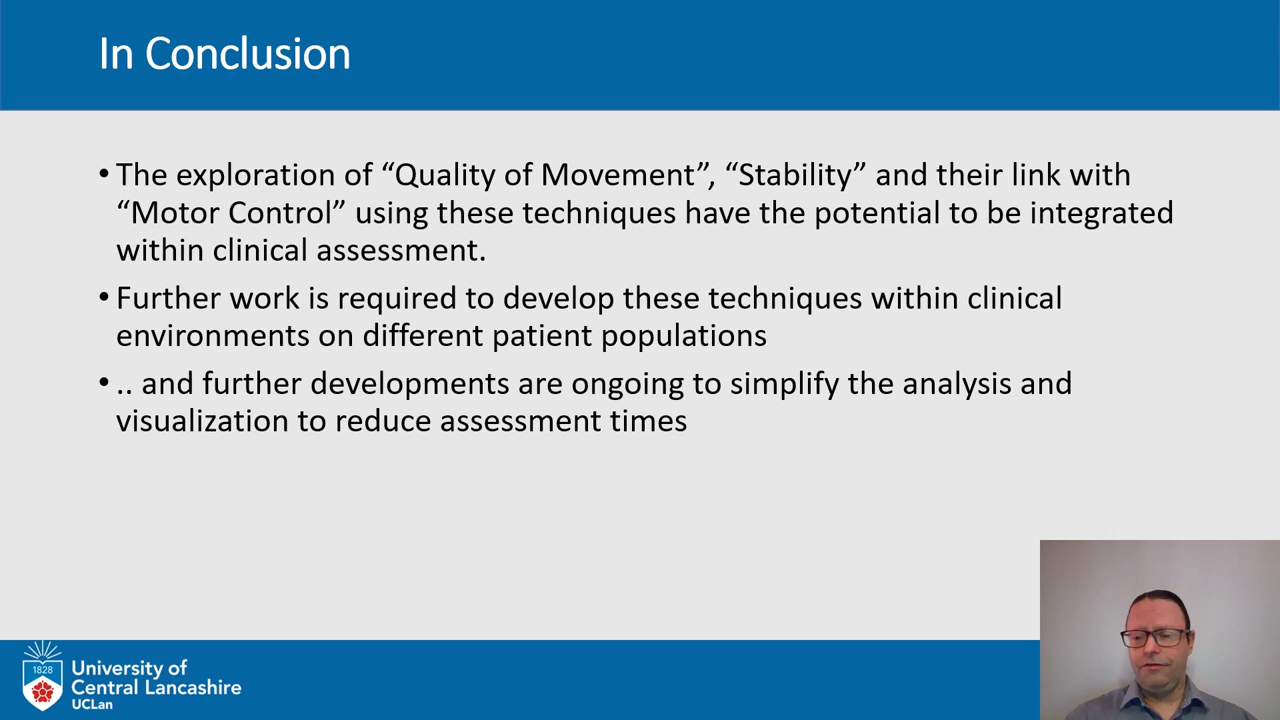 In Conclusion
• The exploration of “Quality of Movement”, “Stability” and their link with
“Motor Control” using these techniques have the potential to be integrated
within clinical assessment.
• Further work is required to develop these techniques within clinical
environments on different patient populations
• .. and further developments are ongoing to simplify the analysis and
visualization to reduce assessment times
1828
University of
Central Lancashire
UCLan